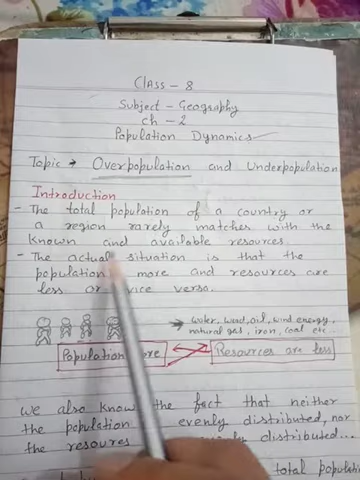 Class - 8
Subject - Geography
Ch - 2
Population Dynamics
Topic → Overpopulation and Underpopulation
Introduction
- The total population of a country or
a region rarely matches with the
known and available resources.
- The actual situation is that the
population more and resources are
less or vice versa.
→ water, wood, oil, wind energy,
natural gas, iron, coal etc...
Population more
Resources are less
We also know the fact that neither
the population evenly distributed, nor
the resoures distributed...
total populat